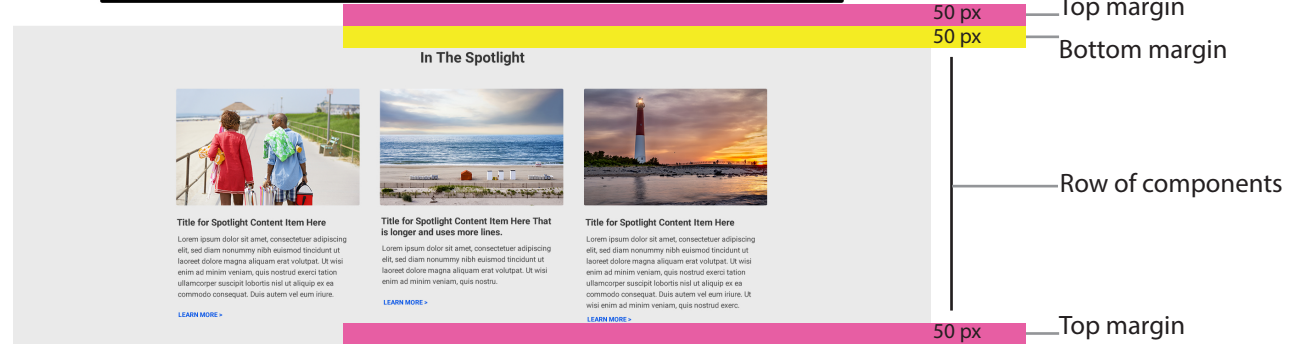 50 px
Top margin
50 px
Bottom margin
In The Spotlight
Row of components
Title for Spotlight Content Item Here
Lorem ipsum dolor sit amet, consectetuer adipiscing
elit, sed diam nonummy nibh euismod tincidunt ut
laoreet dolore magna aliquam erat volutpat. Ut wisi
enim ad minim veniam, quis nostrud exerci tation
ullamcorper suscipit lobortis nisl ut aliquip ex ea
commodo consequat. Duis autem vel eum iriure.
LEARN MORE >
Title for Spotlight Content Item Here That
is longer and uses more lines.
Lorem ipsum dolor sit amet, consectetuer adipiscing
elit, sed diam nonummy nibh euismod tincidunt ut
laoreet dolore magna aliquam erat volutpat. Ut wisi
enim ad minim veniam, quis nostru.
LEARN MORE >
Title for Spotlight Content Item Here
Lorem ipsum dolor sit amet, consectetuer adipiscing
elit, sed diam nonummy nibh euismod tincidunt ut
laoreet dolore magna aliquam erat volutpat. Ut wisi
enim ad minim veniam, quis nostrud exerci tation
ullamcorper suscipit lobortis nisl ut aliquip ex ea
commodo consequat. Duis autem vel eum iriure. Ut
wisi enim ad minim veniam, quis nostrud exerc.
LEARN MORE >
50 px
Top margin